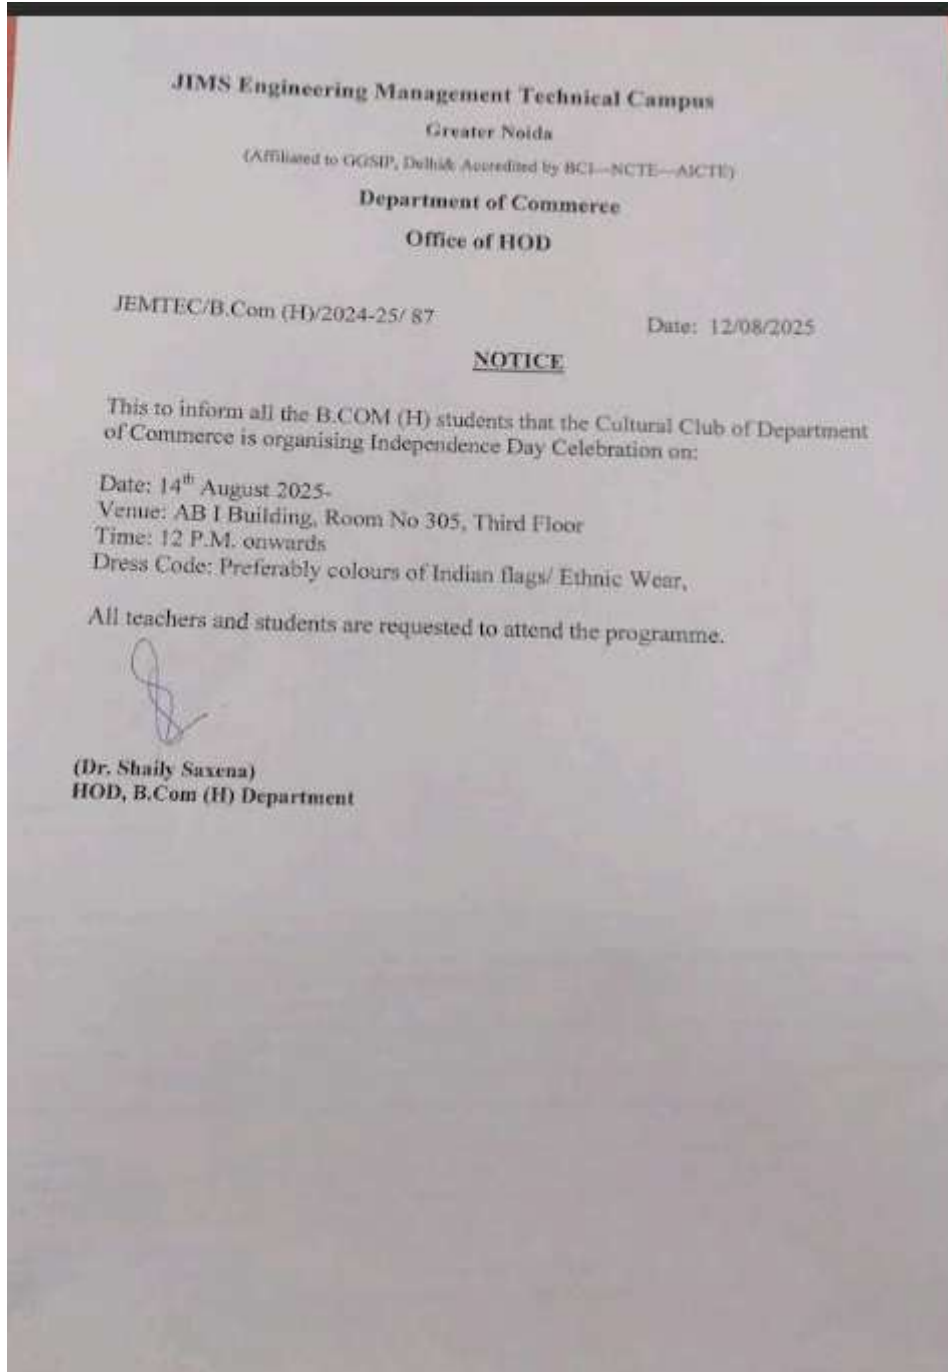 JIMS Engineering Management Technical Campus
Greater Noida
(Affiliated to GGSIP, Delhi& Accredited by BCI—NCTE—AICTE)
Department of Commerce
Office of HOD
JEMTEC/B.Com (H)/2024-25/ 87
Date: 12/08/2025
NOTICE
This to inform all the B.COM (H) students that the Cultural Club of Department
of Commerce is organising Independence Day Celebration on:
Date: 14th August 2025-
Venue: AB I Building, Room No 305, Third Floor
Time: 12 P.M. onwards
Dress Code: Preferably colours of Indian flags/ Ethnic Wear,
All teachers and students are requested to attend the programme.
(Dr. Shaily Saxena)
HOD, B.Com (H) Department